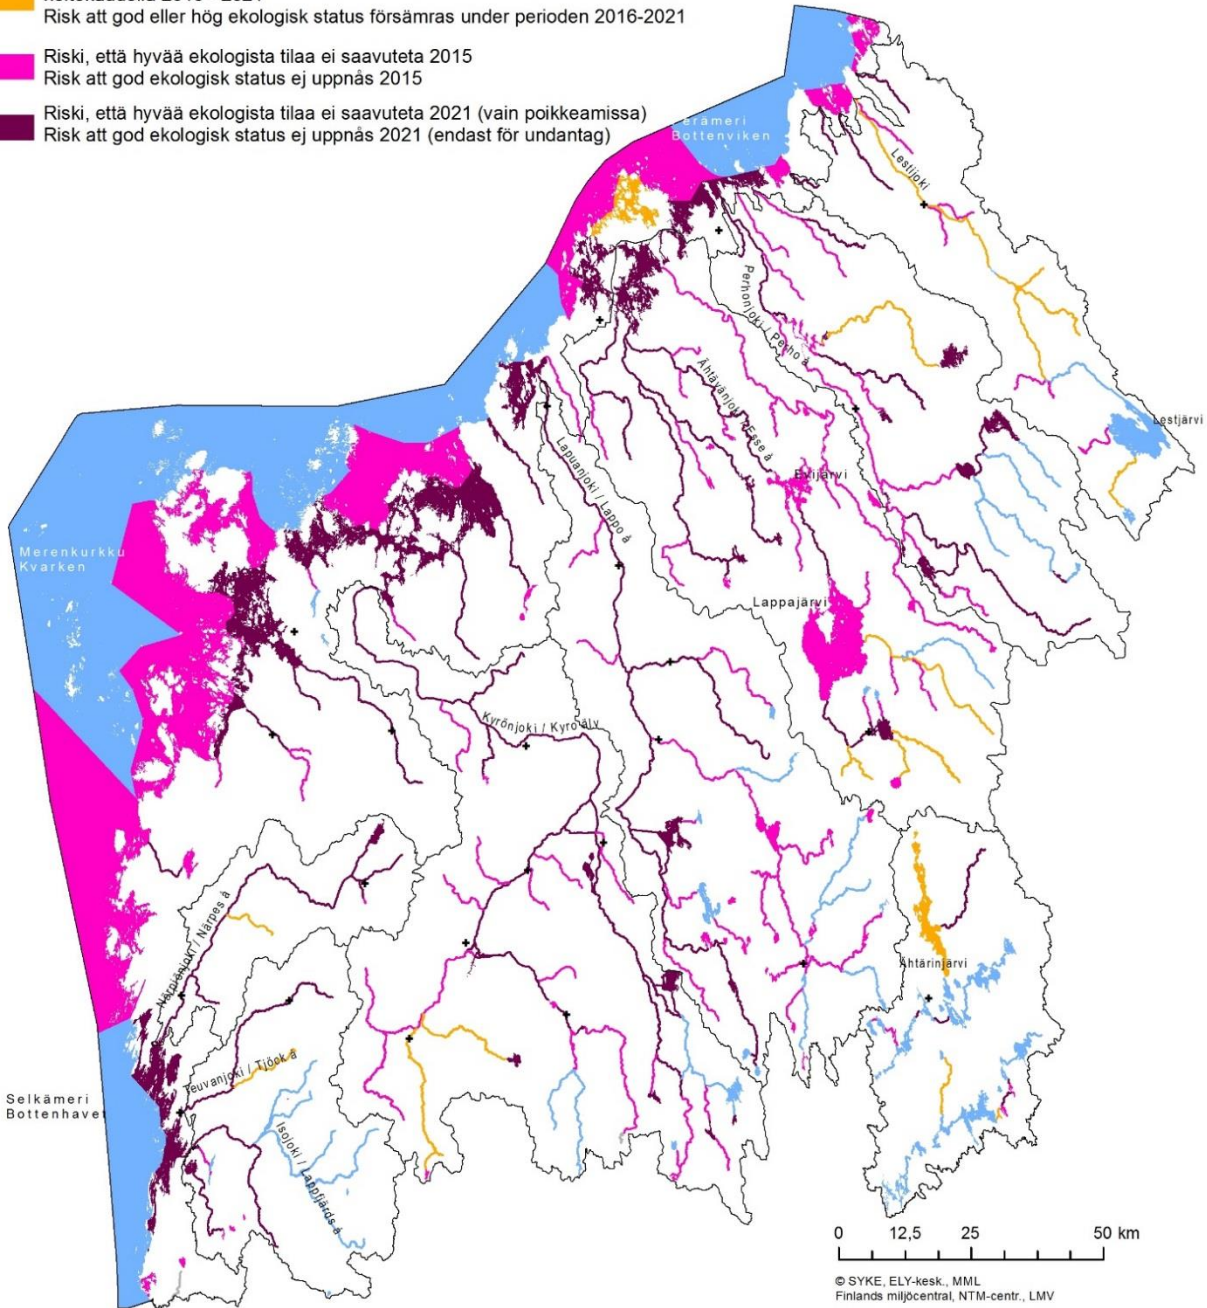 Risk att god eller hög ekologisk status försämras under perioden 2016-2021
Riski, että hyvää ekologista tilaa ei saavuteta 2015
Risk att god ekologisk status ej uppnås 2015
Riski, että hyvää ekologista tilaa ei saavuteta 2021 (vain poikkeamissa)
Risk att god ekologisk status ej uppnås 2021 (endast för undantag)
Perämeri
Bottenviken
Lestijoki
Perhonjoki / Perho å
Ähtävänjoki / Esse å
Lestjärvi
Lapuanjoki / Lappo å
Evijärvi
Merenkurkku
Kvarken
Lappajärvi
Kyrönjoki / Kyro älv
Närpiönjoki / Närpes å
Ähtärinjärvi
Teuvanjoki / Tjöck å
Selkämeri
Bottenhavet
Isojoki / Lappfjärds å
0 12,5 25 50 km
© SYKE, ELY-kesk., MML
Finlands miljöcentral, NTM-centr., LMV